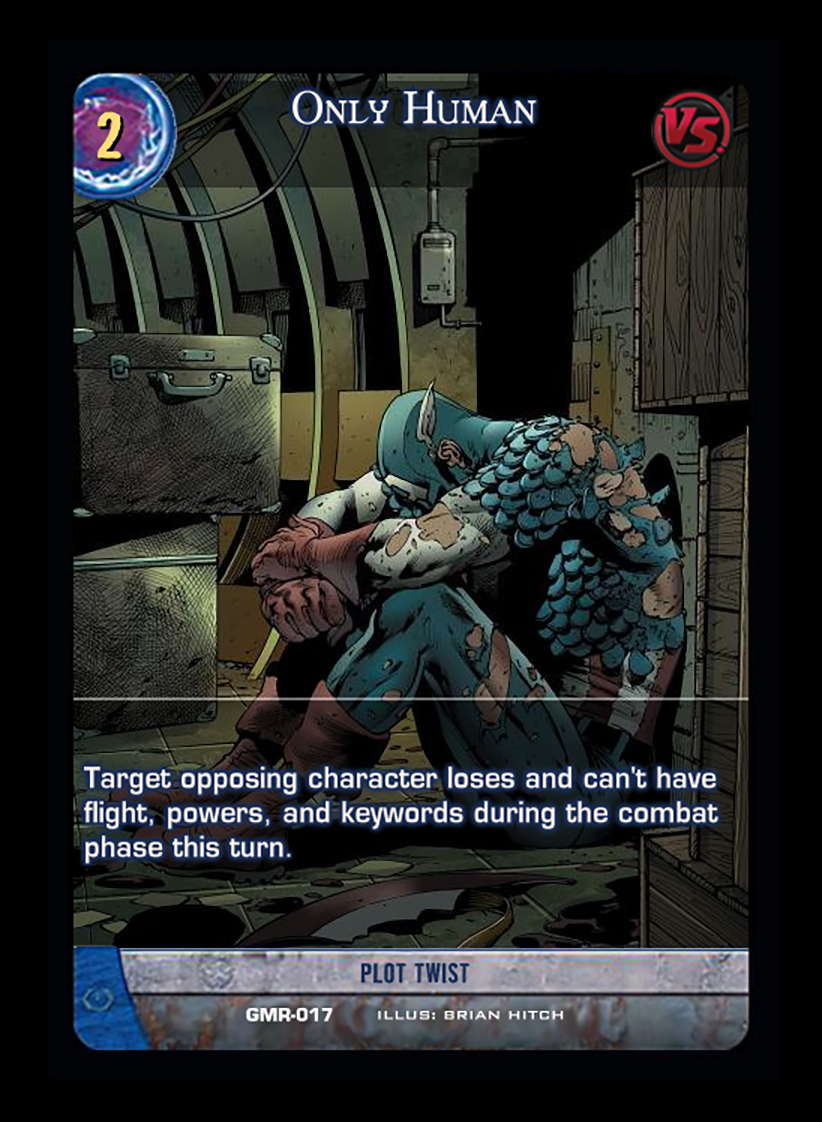 2
Only Human
VS.
Target opposing character loses and can't have
flight, powers, and keywords during the combat
phase this turn.
PLOT TWIST
GMR-017 ILLUS: BRIAN HITCH